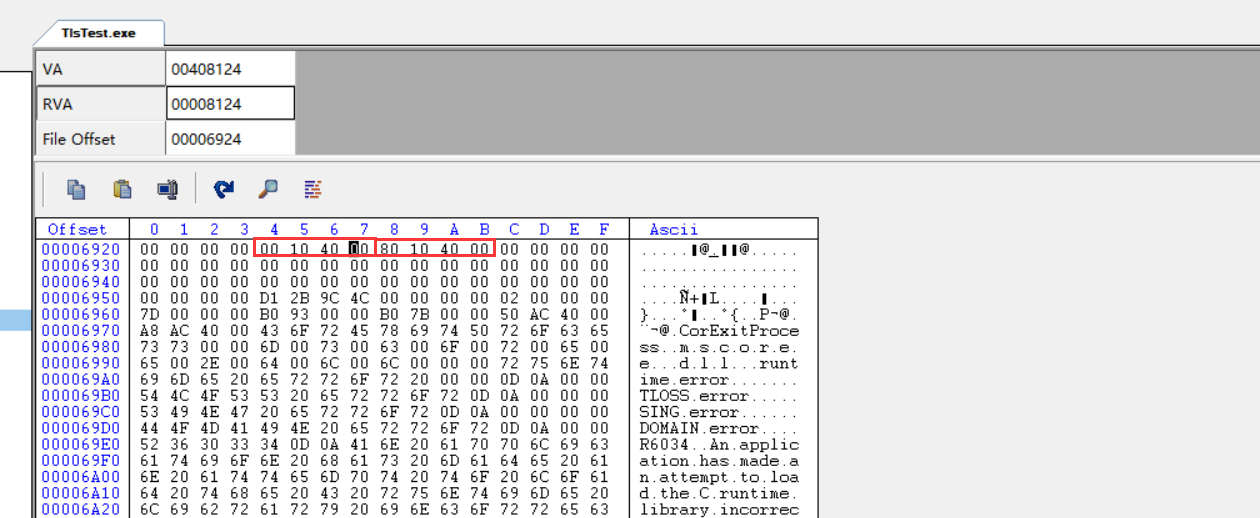 TlsTest.exe
VA 00408124
RVA 00008124
File Offset 00006924
Offset 0 1 2 3 4 5 6 7 8 9 A B C D E F Ascii
00006920 00 00 00 00 00 10 40 00 80 10 40 00 00 00 00 00 .....▮@_▮▮@.....
00006930 00 00 00 00 00 00 00 00 00 00 00 00 00 00 00 00 ................
00006940 00 00 00 00 00 00 00 00 00 00 00 00 00 00 00 00 ................
00006950 00 00 00 00 D1 2B 9C 4C 00 00 00 00 02 00 00 00 ....Ñ+▮L....▮...
00006960 7D 00 00 00 B0 93 00 00 B0 7B 00 00 50 AC 40 00 }...°▮..°{..P¬@.
00006970 A8 AC 40 00 43 6F 72 45 78 69 74 50 72 6F 63 65 ¨¬@.CorExitProce
00006980 73 73 00 00 6D 00 73 00 63 00 6F 00 72 00 65 00 ss..m.s.c.o.r.e.
00006990 65 00 2E 00 64 00 6C 00 6C 00 00 00 72 75 6E 74 e...d.l.l...runt
000069A0 69 6D 65 20 65 72 72 6F 72 20 00 00 0D 0A 00 00 ime.error.......
000069B0 54 4C 4F 53 53 20 65 72 72 6F 72 0D 0A 00 00 00 TLOSS.error.....
000069C0 53 49 4E 47 20 65 72 72 6F 72 0D 0A 00 00 00 00 SING.error......
000069D0 44 4F 4D 41 49 4E 20 65 72 72 6F 72 0D 0A 00 00 DOMAIN.error....
000069E0 52 36 30 33 34 0D 0A 41 6E 20 61 70 70 6C 69 63 R6034..An.applic
000069F0 61 74 69 6F 6E 20 68 61 73 20 6D 61 64 65 20 61 ation.has.made.a
00006A00 6E 20 61 74 74 65 6D 70 74 20 74 6F 20 6C 6F 61 n.attempt.to.loa
00006A10 64 20 74 68 65 20 43 20 72 75 6E 74 69 6D 65 20 d.the.C.runtime.
00006A20 6C 69 62 72 61 72 79 20 69 6E 63 6F 72 72 65 63 library.incorrec